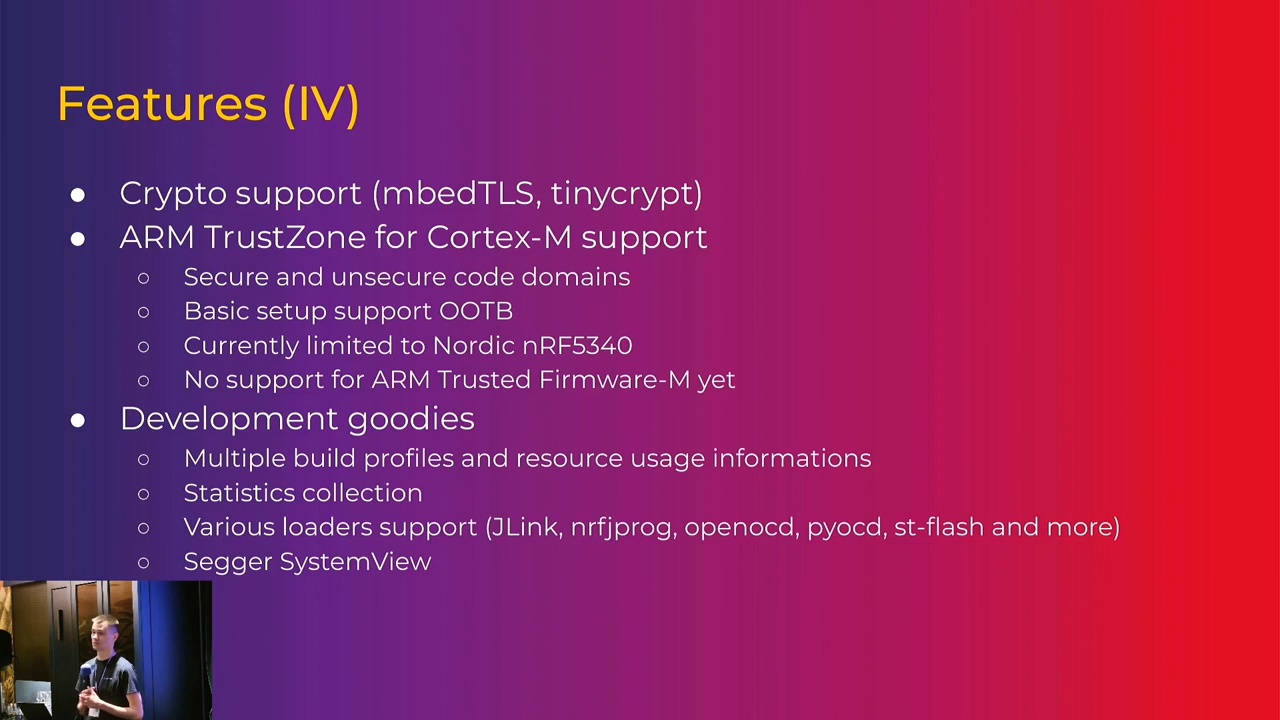 Features (IV)
● Crypto support (mbedTLS, tinycrypt)
● ARM TrustZone for Cortex-M support
○ Secure and unsecure code domains
○ Basic setup support OOTB
○ Currently limited to Nordic nRF5340
○ No support for ARM Trusted Firmware-M yet
● Development goodies
○ Multiple build profiles and resource usage informations
○ Statistics collection
○ Various loaders support (JLink, nrfjprog, openocd, pyocd, st-flash and more)
○ Segger SystemView